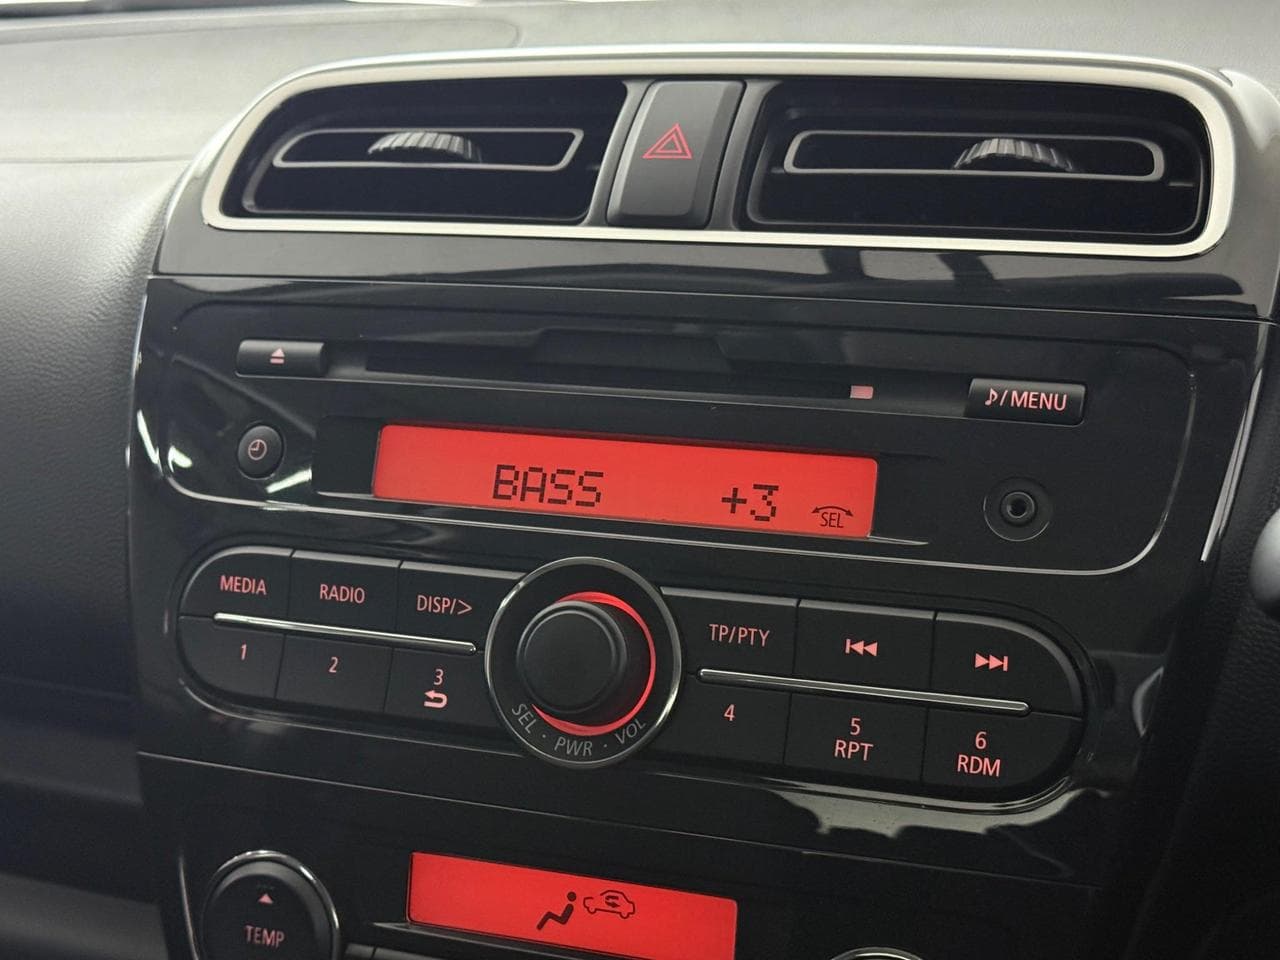 ♪/MENU
BASS +3 SEL
MEDIA RADIO DISP/> TP/PTY
1 2 3 4 5 6
RPT RDM
SEL · PWR · VOL
TEMP